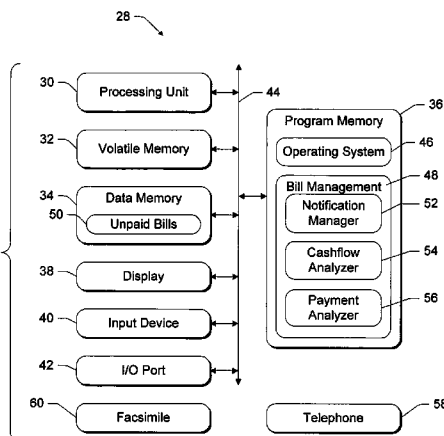 28
30
Processing Unit
44
36
Program Memory
32
Volatile Memory
46
Operating System
34
Data Memory
50
Unpaid Bills
48
Bill Management
Notification
Manager
52
38
Display
Cashflow
Analyzer
54
40
Input Device
Payment
Analyzer
56
42
I/O Port
60
Facsimile
Telephone
58